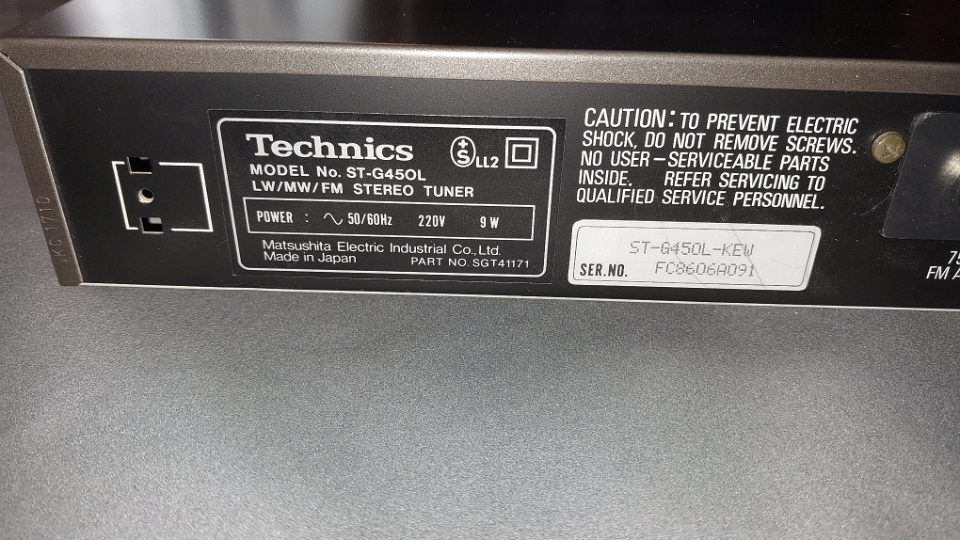 Technics
LL2
MODEL No. ST-G450L
LW/MW/FM STEREO TUNER
POWER : 50/60Hz 220V 9W
Matsushita Electric Industrial Co., Ltd.
Made in Japan PART NO. SGT41171
CAUTION: TO PREVENT ELECTRIC
SHOCK, DO NOT REMOVE SCREWS.
NO USER-SERVICEABLE PARTS
INSIDE. REFER SERVICING TO
QUALIFIED SERVICE PERSONNEL.
ST-G450L-KEW
SER.NO. FC8606A091
75
FM A